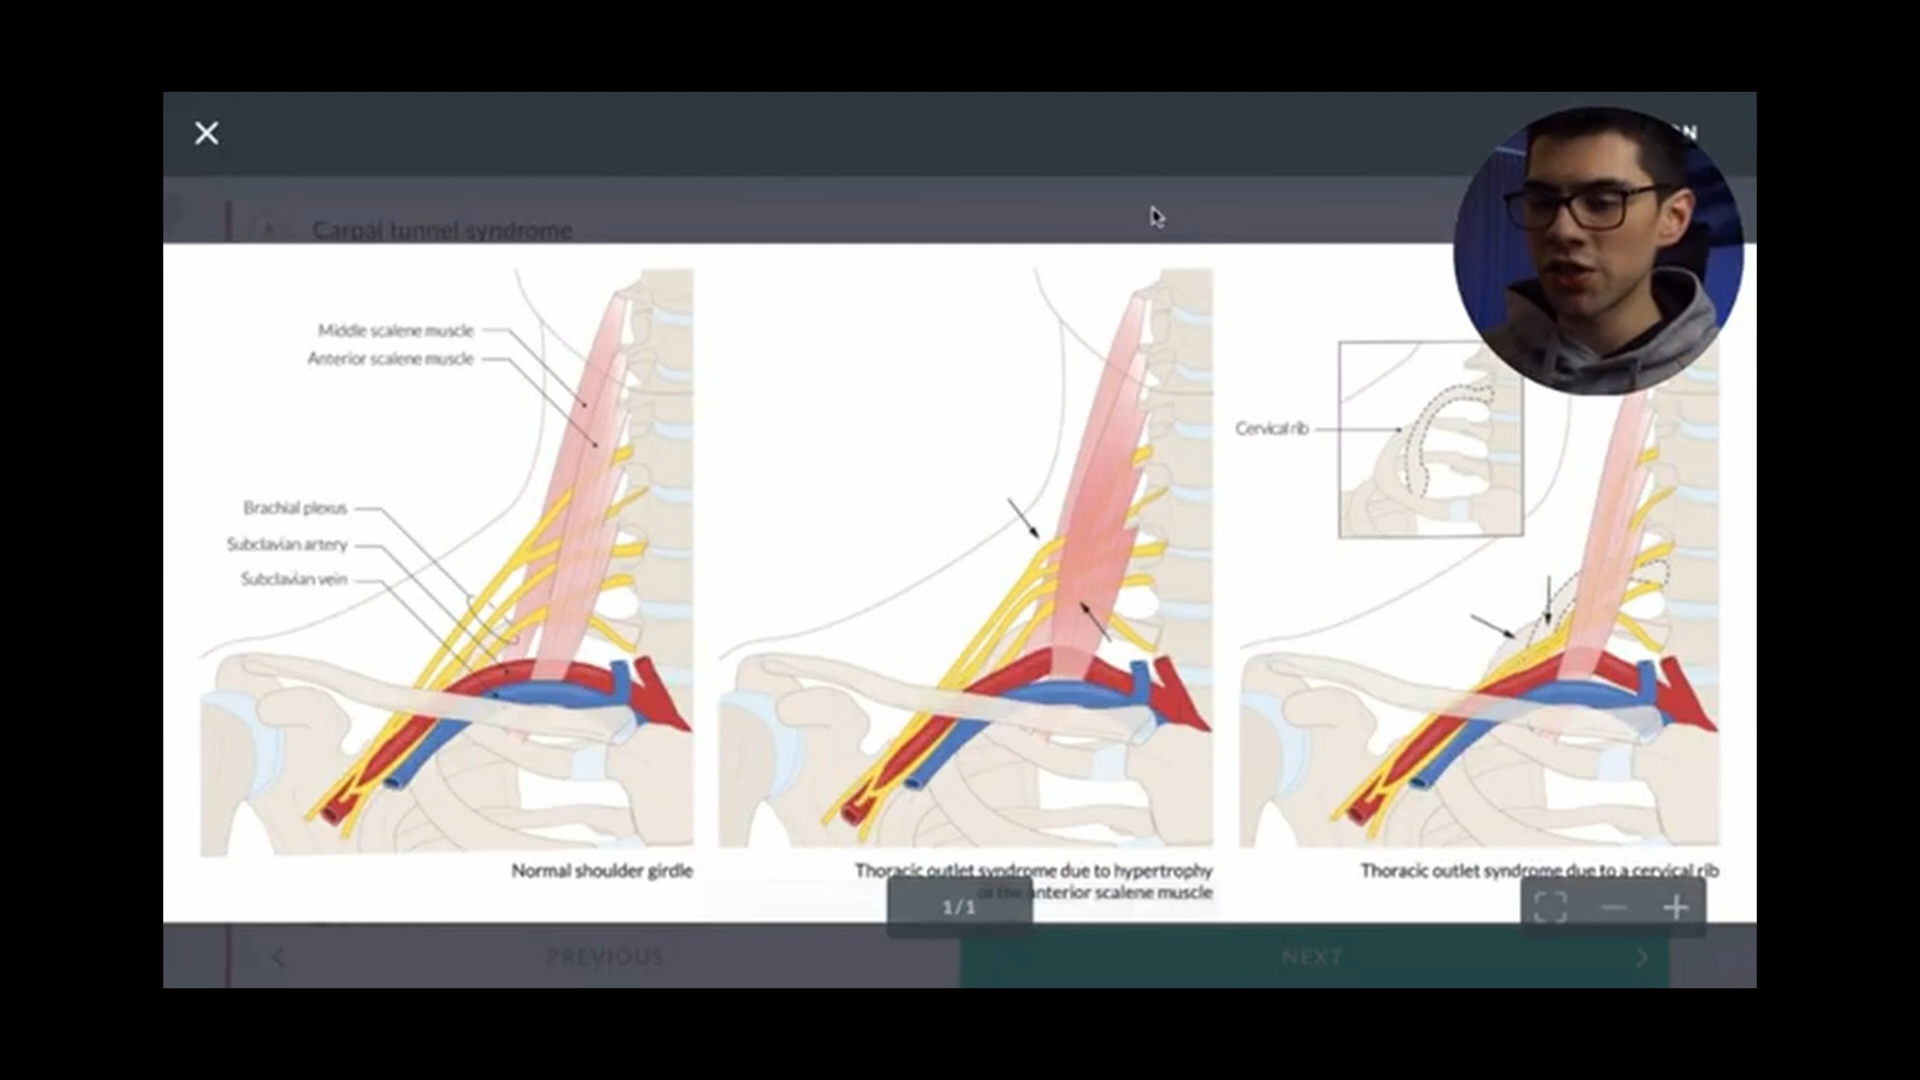 Carpal tunnel syndrome
Middle scalene muscle
Anterior scalene muscle
Brachial plexus
Subclavian artery
Subclavian vein
Cervical rib
Normal shoulder girdle
Thoracic outlet syndrome due to hypertrophy
of the anterior scalene muscle
Thoracic outlet syndrome due to a cervical rib
1/1
PREVIOUS
NEXT